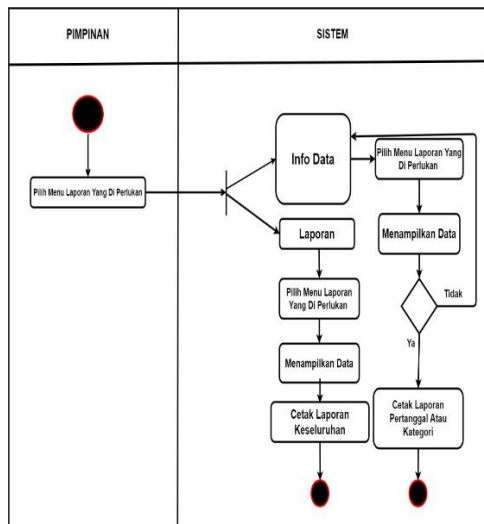 PIMPINAN
SISTEM
Pilih Menu Laporan Yang Di Perlukan
Info Data
Pilih Menu Laporan Yang
Di Perlukan
Laporan
Menampilkan Data
Pilih Menu Laporan
Yang Di Perlukan
Tidak
Ya
Menampilkan Data
Cetak Laporan
Keseluruhan
Cetak Laporan
Pertanggal Atau
Kategori